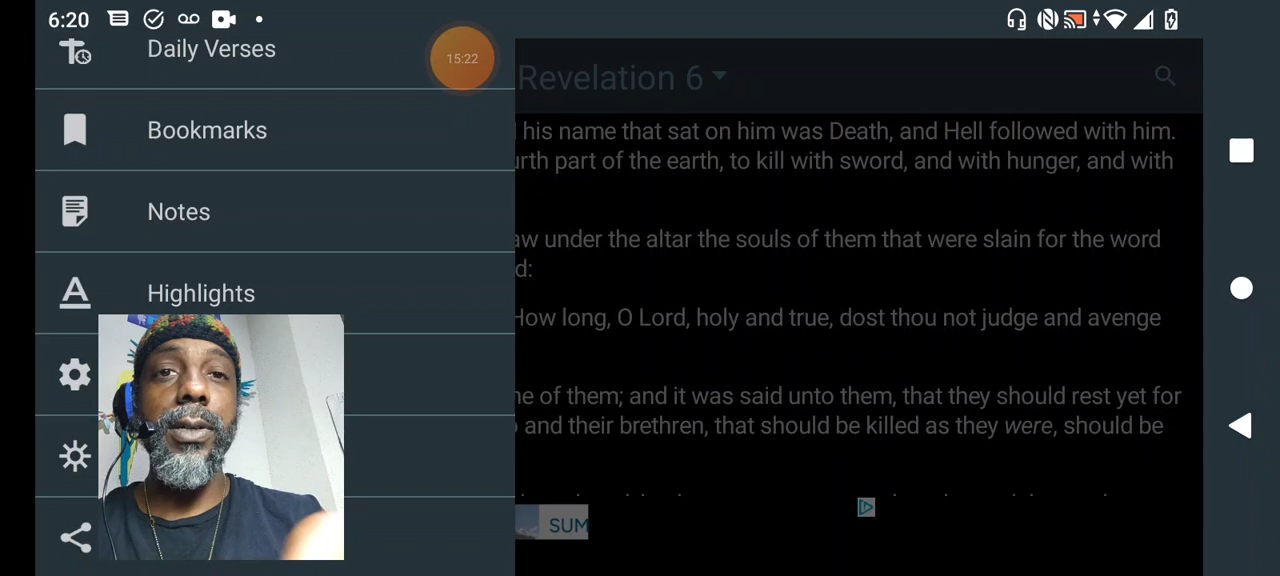 6:20
Daily Verses
15:22
Revelation 6
his name that sat on him was Death, and Hell followed with him.
Bookmarks
part of the earth, to kill with sword, and with hunger, and with
Notes
under the altar the souls of them that were slain for the word
Highlights
How long, O Lord, holy and true, dost thou not judge and avenge
of them; and it was said unto them, that they should rest yet for
and their brethren, that should be killed as they were, should be
SUM